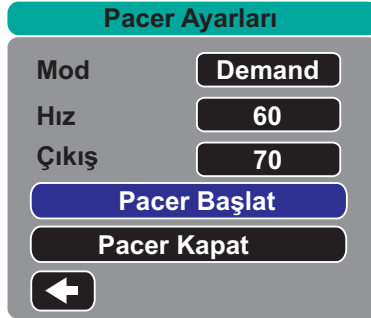 Pacer Ayarları
Mod Demand
Hız 60
Çıkış 70
Pacer Başlat
Pacer Kapat